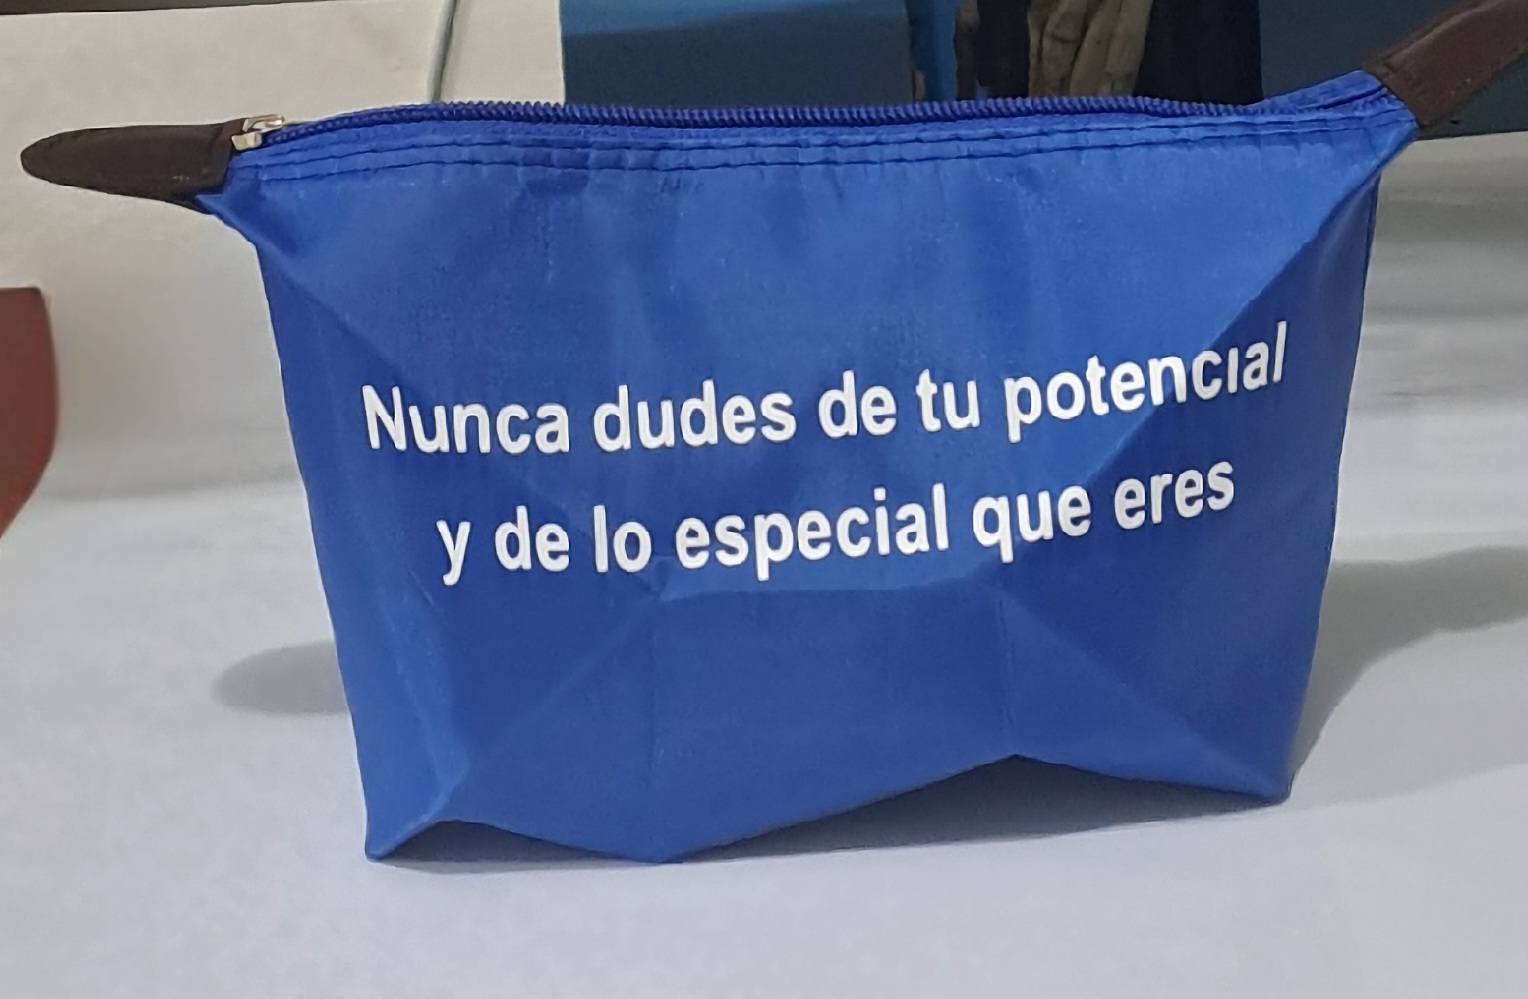 Nunca dudes de tu potencial
y de lo especial que eres